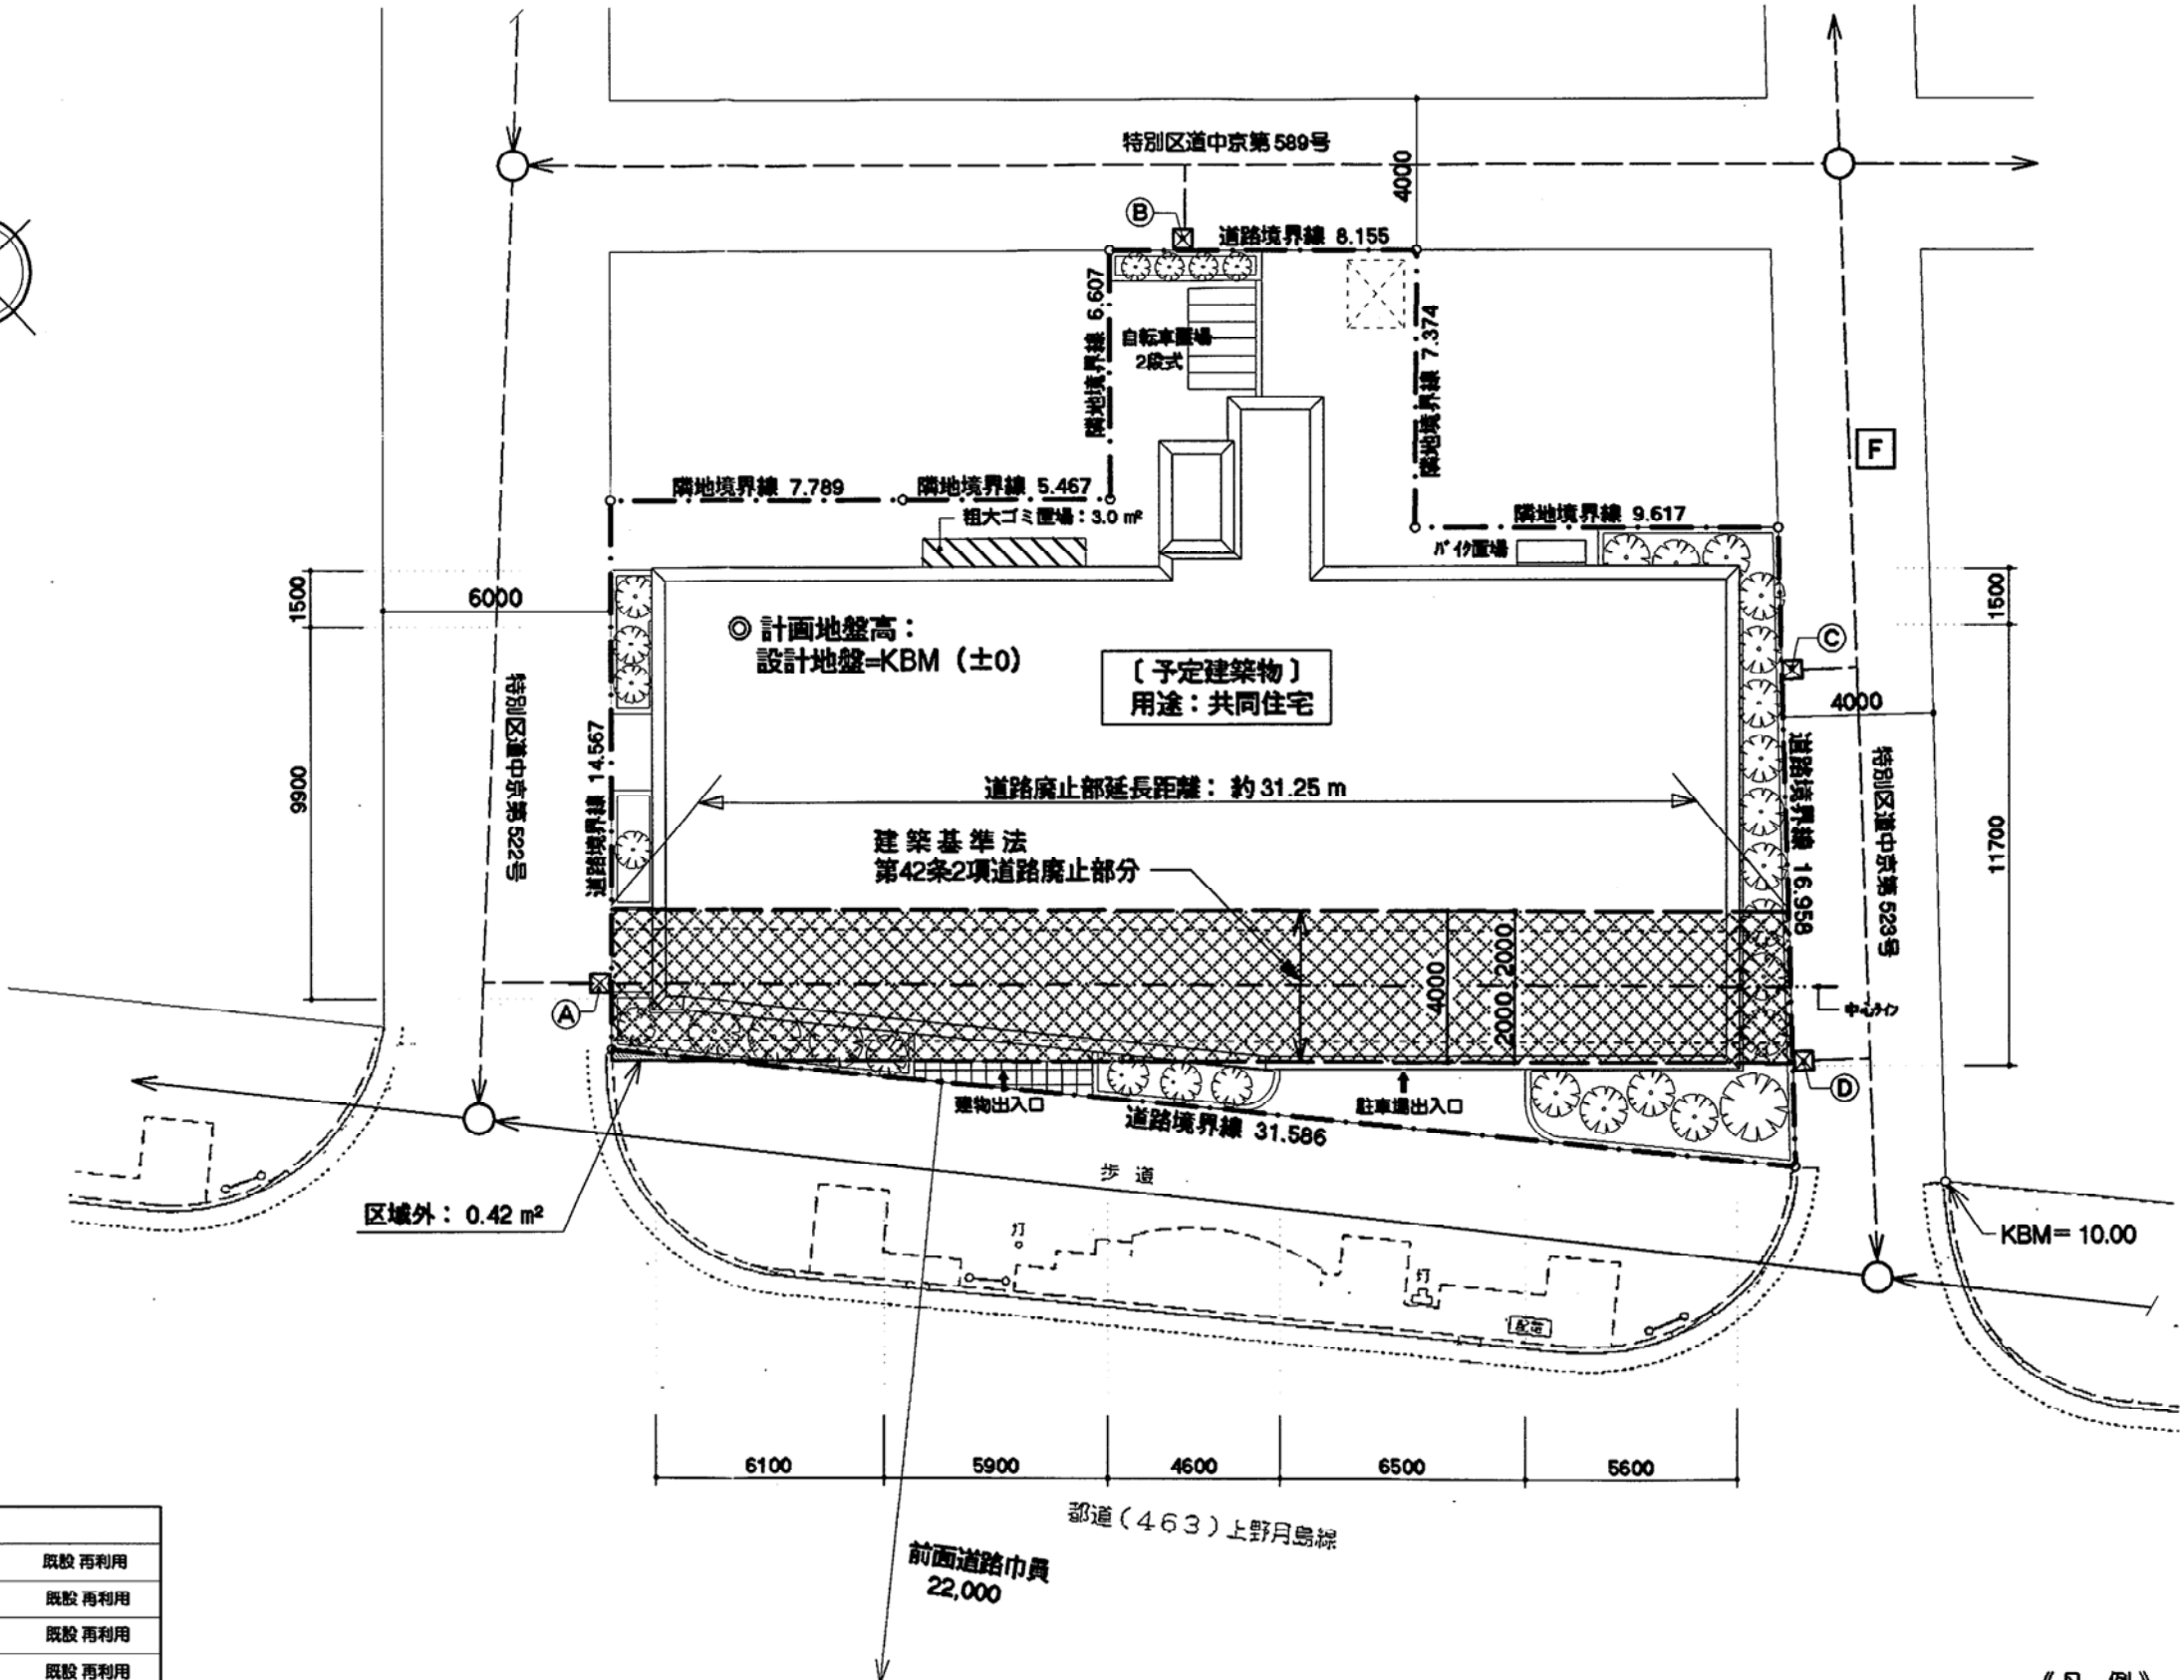 特別区道中京第589号
4000
B
道路境界線 8.155
隣地境界線 6.607
自転車置場
2段式
隣地境界線 7.374
F
隣地境界線 7.789
隣地境界線 5.467
粗大ゴミ置場：3.0 m²
隣地境界線 9.617
バイク置場
1500
6000
1500
◎ 計画地盤高：
設計地盤=KBM（±0）
〔 予定建築物 〕
用途：共同住宅
C
4000
特別区道中京第522号
道路境界線 14.567
9900
道路廃止部延長距離： 約 31.25 m
道路境界線 16.958
特別区道中京第523号
11700
建 築 基 準 法
第42条2項道路廃止部分
4000
2000
2000
A
中心ライン
D
建物出入口
駐車場出入口
道路境界線 31.586
歩 道
区域外： 0.42 m²
灯
灯
配電
KBM= 10.00
6100
5900
4600
6500
5600
都道（４６３）上野月島線
前面道路巾員
22,000
既設 再利用
既設 再利用
既設 再利用
既設 再利用
《 凡 例 》